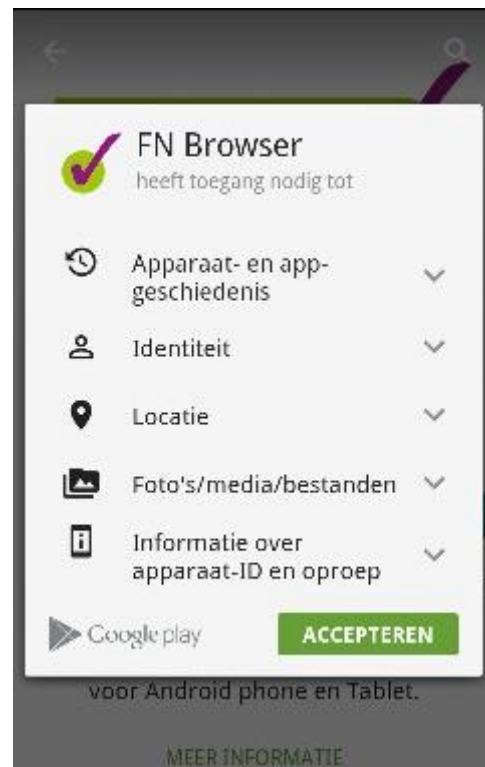 FN Browser
heeft toegang nodig tot
Apparaat- en app-
geschiedenis
Identiteit
Locatie
Foto's/media/bestanden
Informatie over
apparaat-ID en oproep
Google play
ACCEPTEREN
voor Android phone en Tablet.
MEER INFORMATIE